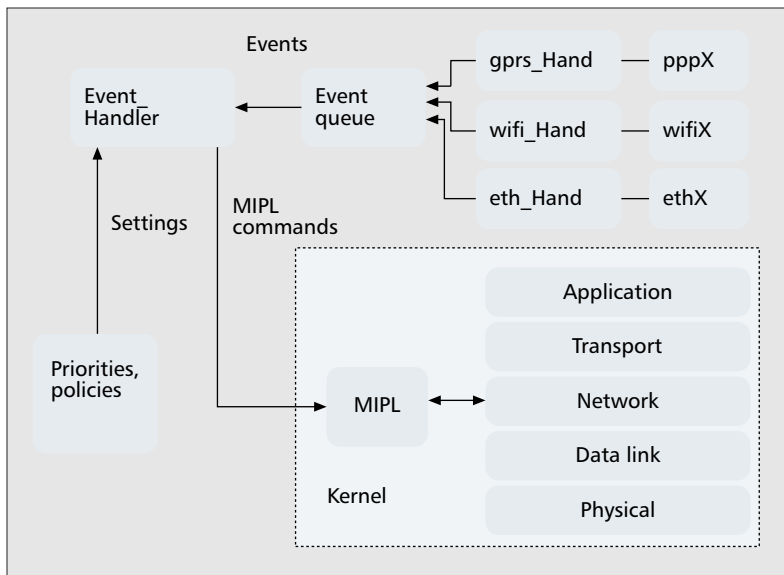 Events
gprs_Hand
pppX
Event_
Handler
Event
queue
wifi_Hand
wifiX
eth_Hand
ethX
Settings
MIPL
commands
Priorities,
policies
Application
Transport
MIPL
Network
Data link
Kernel
Physical